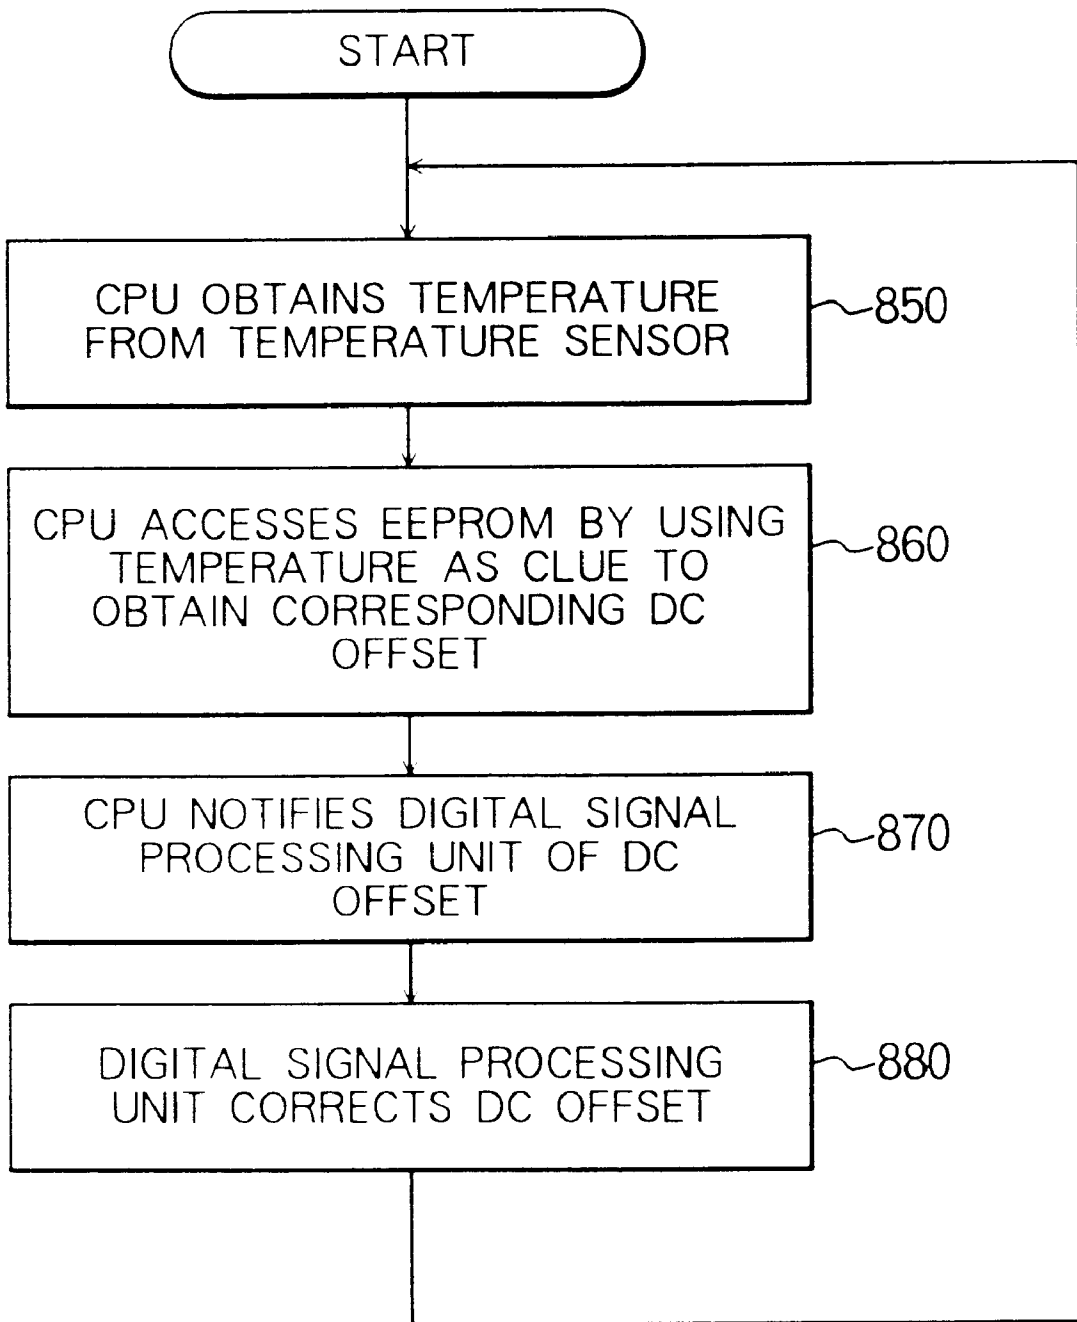 START
CPU OBTAINS TEMPERATURE
FROM TEMPERATURE SENSOR
850
CPU ACCESSES EEPROM BY USING
TEMPERATURE AS CLUE TO
OBTAIN CORRESPONDING DC
OFFSET
860
CPU NOTIFIES DIGITAL SIGNAL
PROCESSING UNIT OF DC
OFFSET
870
DIGITAL SIGNAL PROCESSING
UNIT CORRECTS DC OFFSET
880